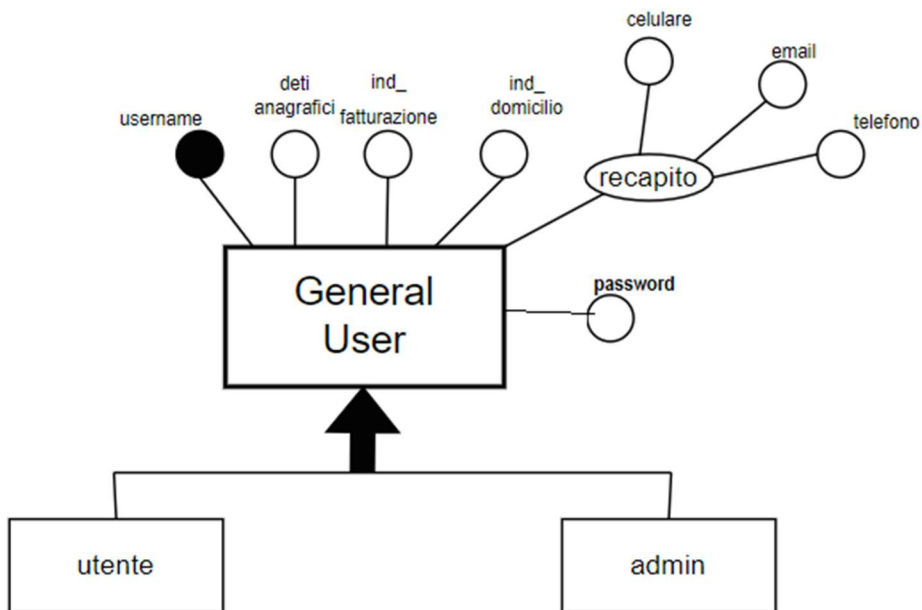 celulare
email
deti
anagrafici
ind_
fatturazione
ind_
domicilio
username
telefono
recapito
password
General
User
utente
admin